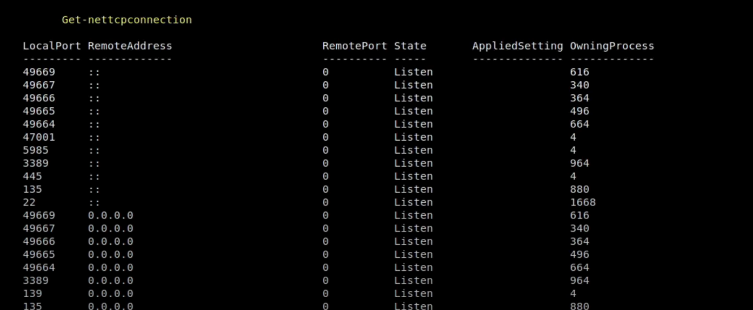 Get-nettcpconnection
LocalPort RemoteAddress                       RemotePort State       AppliedSetting OwningProcess
--------- -------------                       ---------- -----       -------------- -------------
49669     ::                                  0          Listen                     616
49667     ::                                  0          Listen                     340
49666     ::                                  0          Listen                     364
49665     ::                                  0          Listen                     496
49664     ::                                  0          Listen                     664
47001     ::                                  0          Listen                     4
5985      ::                                  0          Listen                     4
3389      ::                                  0          Listen                     964
445       ::                                  0          Listen                     4
135       ::                                  0          Listen                     880
22        ::                                  0          Listen                     1668
49669     0.0.0.0                             0          Listen                     616
49667     0.0.0.0                             0          Listen                     340
49666     0.0.0.0                             0          Listen                     364
49665     0.0.0.0                             0          Listen                     496
49664     0.0.0.0                             0          Listen                     664
3389      0.0.0.0                             0          Listen                     964
139       0.0.0.0                             0          Listen                     4
135       0.0.0.0                             0          Listen                     880